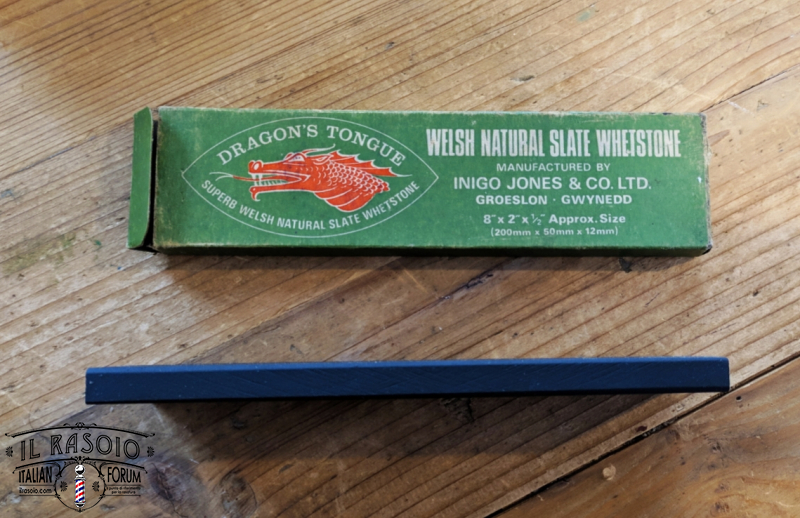 DRAGON'S TONGUE
SUPERB WELSH NATURAL SLATE WHETSTONE
WELSH NATURAL SLATE WHETSTONE
MANUFACTURED BY
INIGO JONES & CO. LTD.
GROESLON · GWYNEDD
8" x 2" x ½" Approx. Size
(200mm x 50mm x 12mm)
IL RASOIO
ITALIAN FORUM
ilrasoio.com